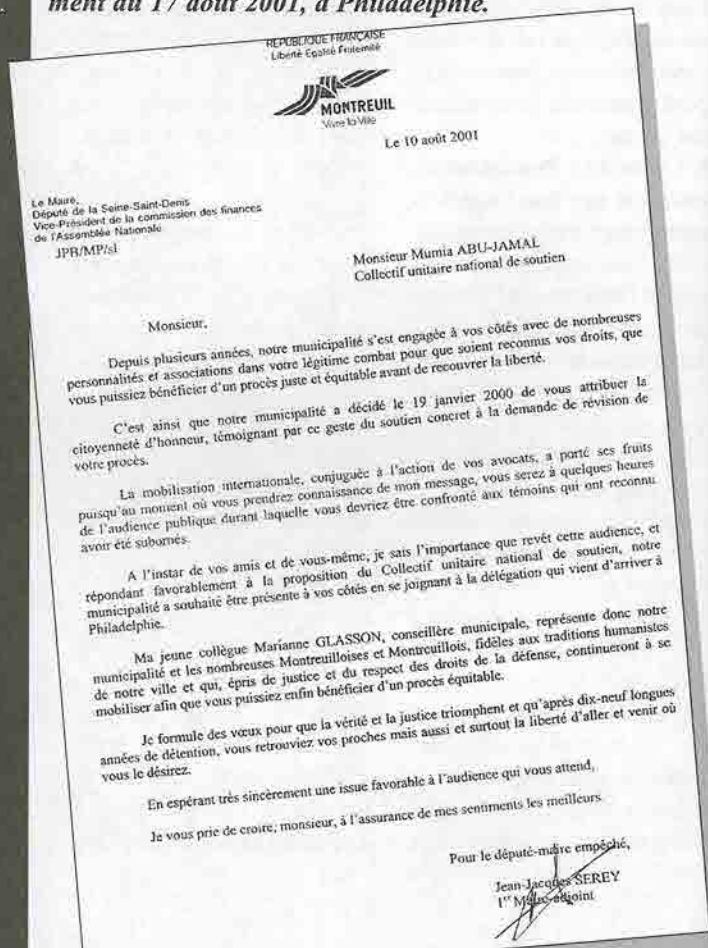 ment du 17 août 2001, à Philadelphie.
RÉPUBLIQUE FRANÇAISE
Liberté Egalité Fraternité
MONTREUIL
Vivre la Ville
Le 10 août 2001
Le Maire,
Député de la Seine-Saint-Denis
Vice-Président de la commission des finances
de l'Assemblée Nationale
JPB/MP/sl
Monsieur Mumia ABU-JAMAL
Collectif unitaire national de soutien
Monsieur,
Depuis plusieurs années, notre municipalité s'est engagée à vos côtés avec de nombreuses
personnalités et associations dans votre légitime combat pour que soient reconnus vos droits, que
vous puissiez bénéficier d'un procès juste et équitable avant de recouvrer la liberté.
C'est ainsi que notre municipalité a décidé le 19 janvier 2000 de vous attribuer la
citoyenneté d'honneur, témoignant par ce geste du soutien concret à la demande de révision de
votre procès.
La mobilisation internationale, conjuguée à l'action de vos avocats, a porté ses fruits
puisqu'au moment où vous prendrez connaissance de mon message, vous serez à quelques heures
de l'audience publique durant laquelle vous devriez être confronté aux témoins qui ont reconnu
avoir été subornés.
A l'instar de vos amis et de vous-même, je sais l'importance que revêt cette audience, et
répondant favorablement à la proposition du Collectif unitaire national de soutien, notre
municipalité a souhaité être présente à vos côtés en se joignant à la délégation qui vient d'arriver à
Philadelphie.
Ma jeune collègue Marianne GLASSON, conseillère municipale, représente donc notre
municipalité et les nombreuses Montreuilloises et Montreuillois, fidèles aux traditions humanistes
de notre ville et qui, épris de justice et du respect des droits de la défense, continueront à se
mobiliser afin que vous puissiez enfin bénéficier d'un procès équitable.
Je formule des vœux pour que la vérité et la justice triomphent et qu'après dix-neuf longues
années de détention, vous retrouviez vos proches mais aussi et surtout la liberté d'aller et venir où
vous le désirez.
En espérant très sincèrement une issue favorable à l'audience qui vous attend,
Je vous prie de croire, monsieur, à l'assurance de mes sentiments les meilleurs.
Pour le député-maire empêché,
Jean-Jacques SEREY
1er Maire-adjoint